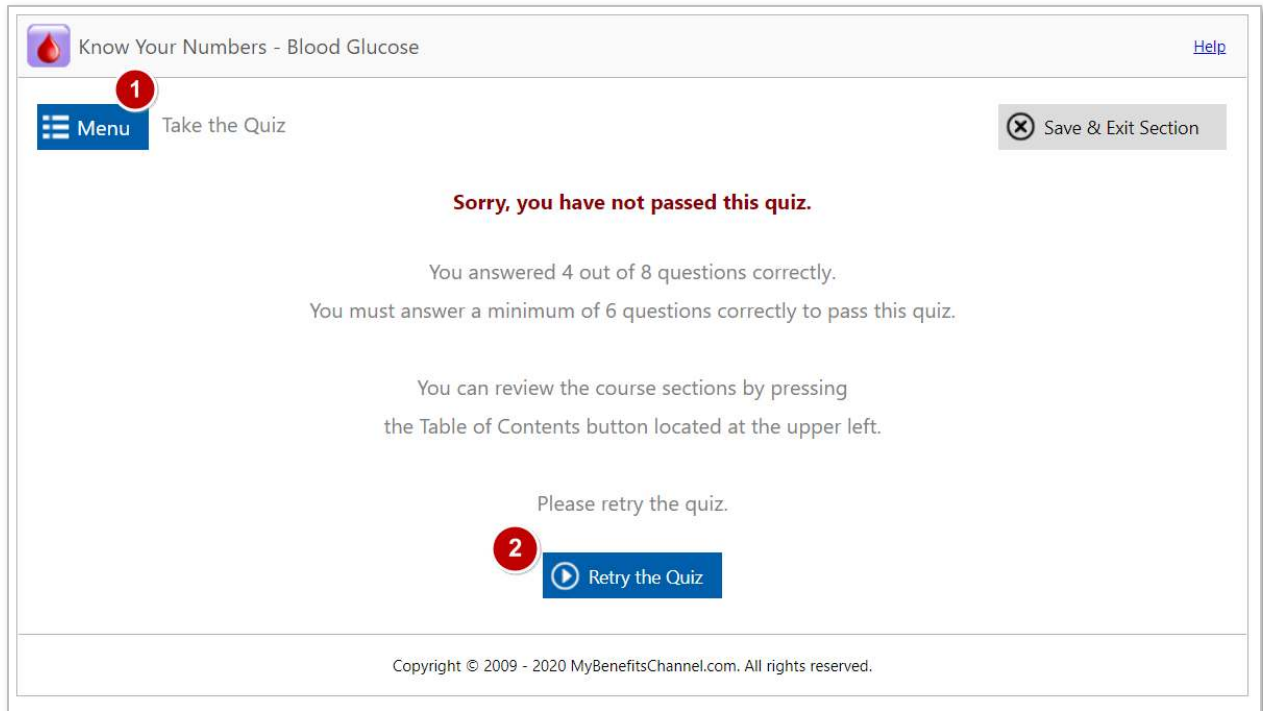 Know Your Numbers - Blood Glucose
Help
1
Menu
Take the Quiz
Save & Exit Section
Sorry, you have not passed this quiz.
You answered 4 out of 8 questions correctly.
You must answer a minimum of 6 questions correctly to pass this quiz.
You can review the course sections by pressing
the Table of Contents button located at the upper left.
Please retry the quiz.
2
Retry the Quiz
Copyright © 2009 - 2020 MyBenefitsChannel.com. All rights reserved.